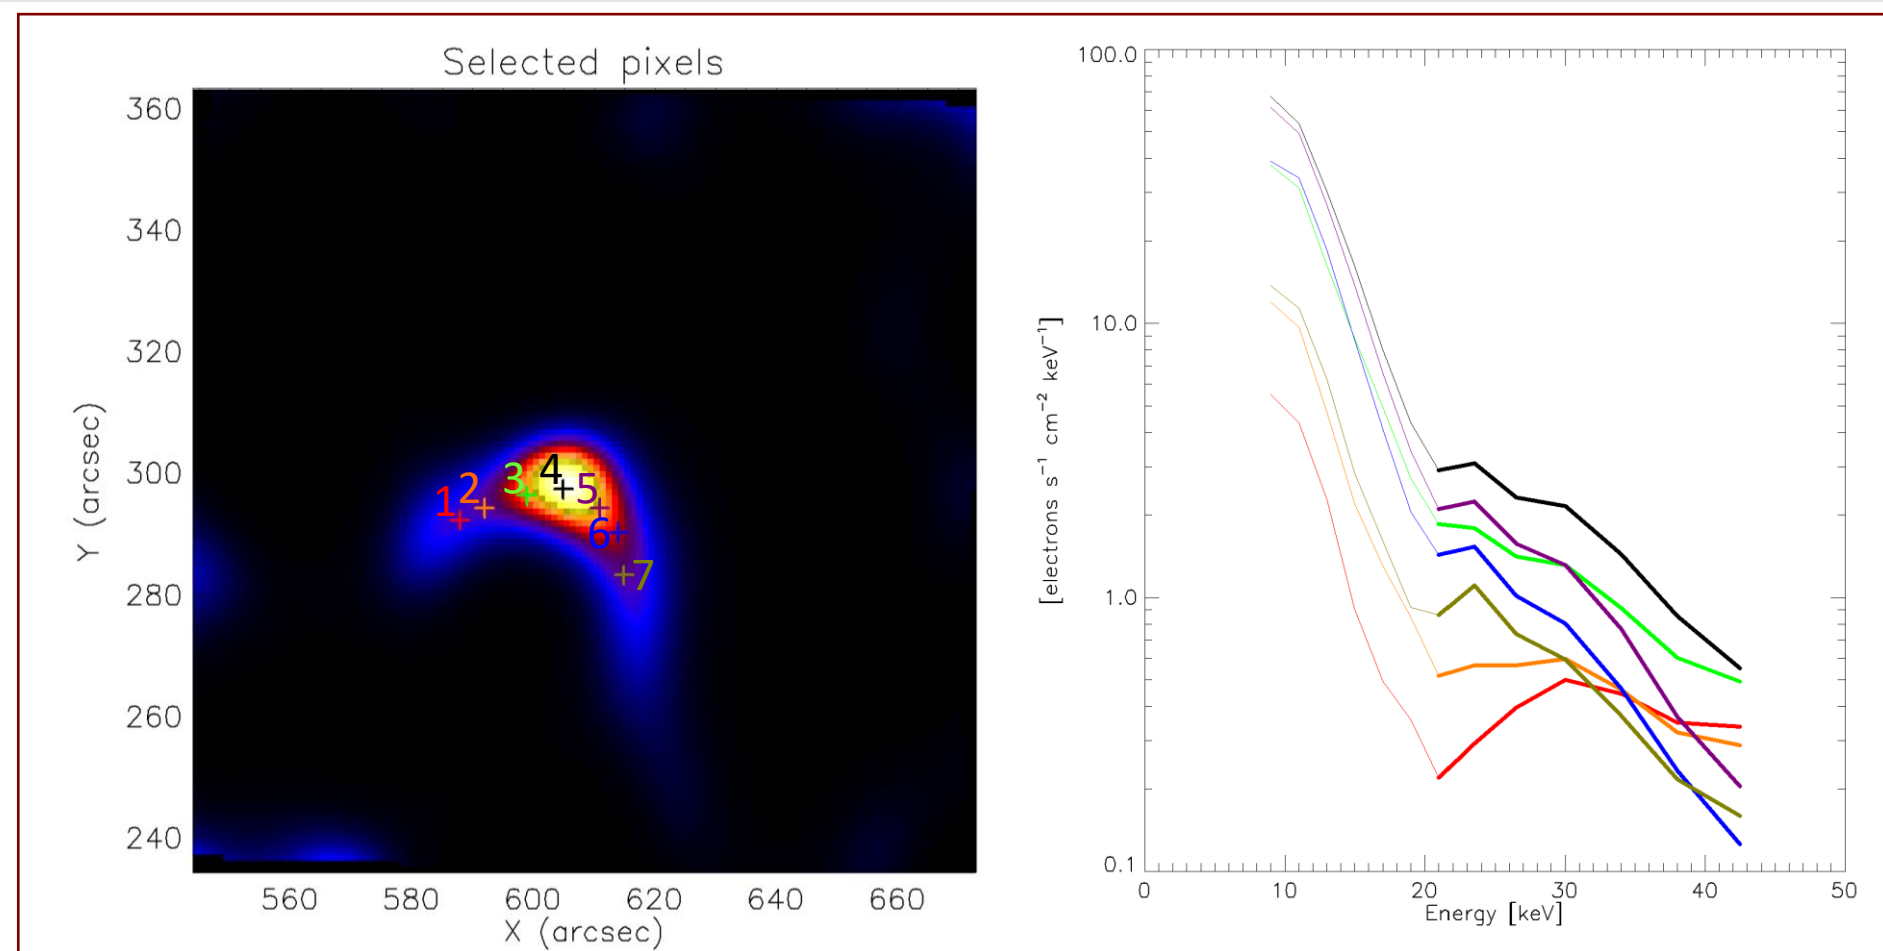 Selected pixels
360
340
320
300
280
260
240
Y (arcsec)
1 2 3 4 5
6
7
560 580 600 620 640 660
X (arcsec)
100.0
10.0
1.0
0.1
[electrons s⁻¹ cm⁻² keV⁻¹]
0 10 20 30 40 50
Energy [keV]